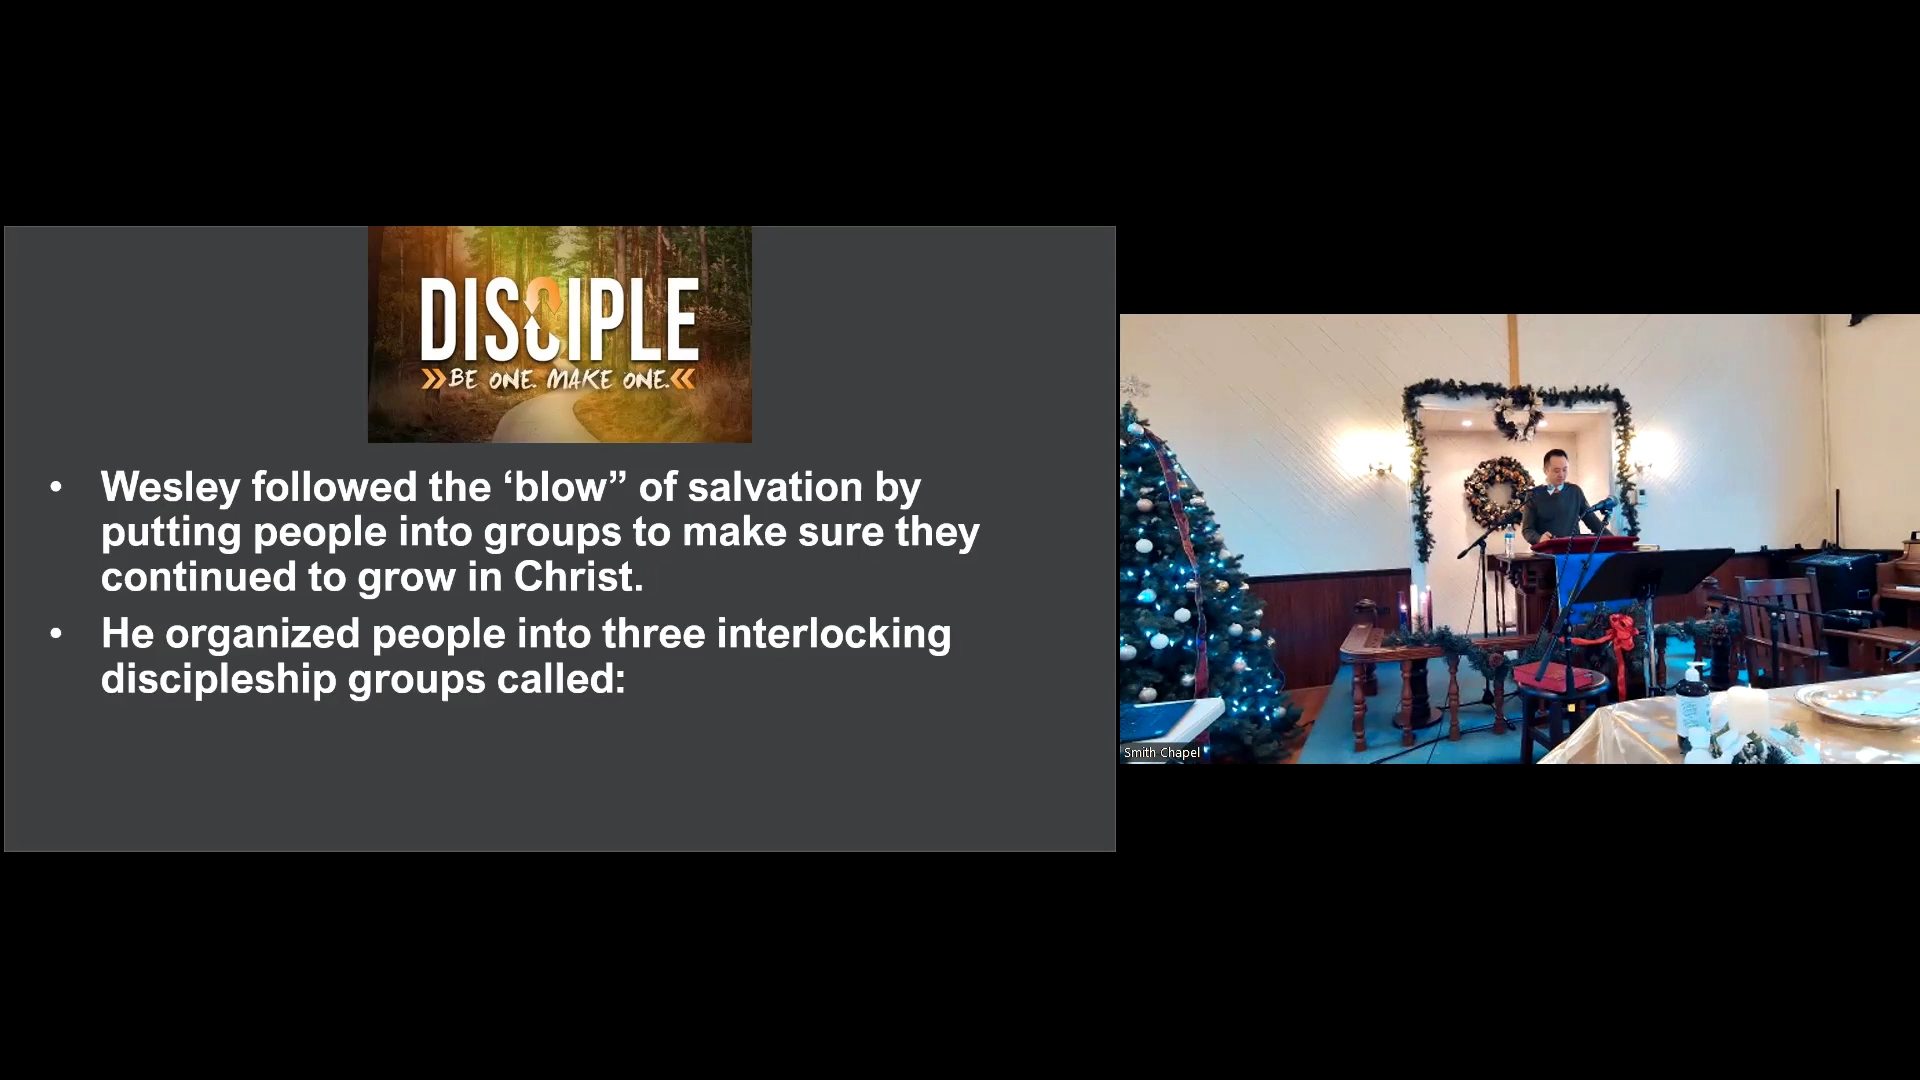 DISCIPLE
BE ONE. MAKE ONE.
• Wesley followed the ‘blow” of salvation by
putting people into groups to make sure they
continued to grow in Christ.
• He organized people into three interlocking
discipleship groups called:
Smith Chapel